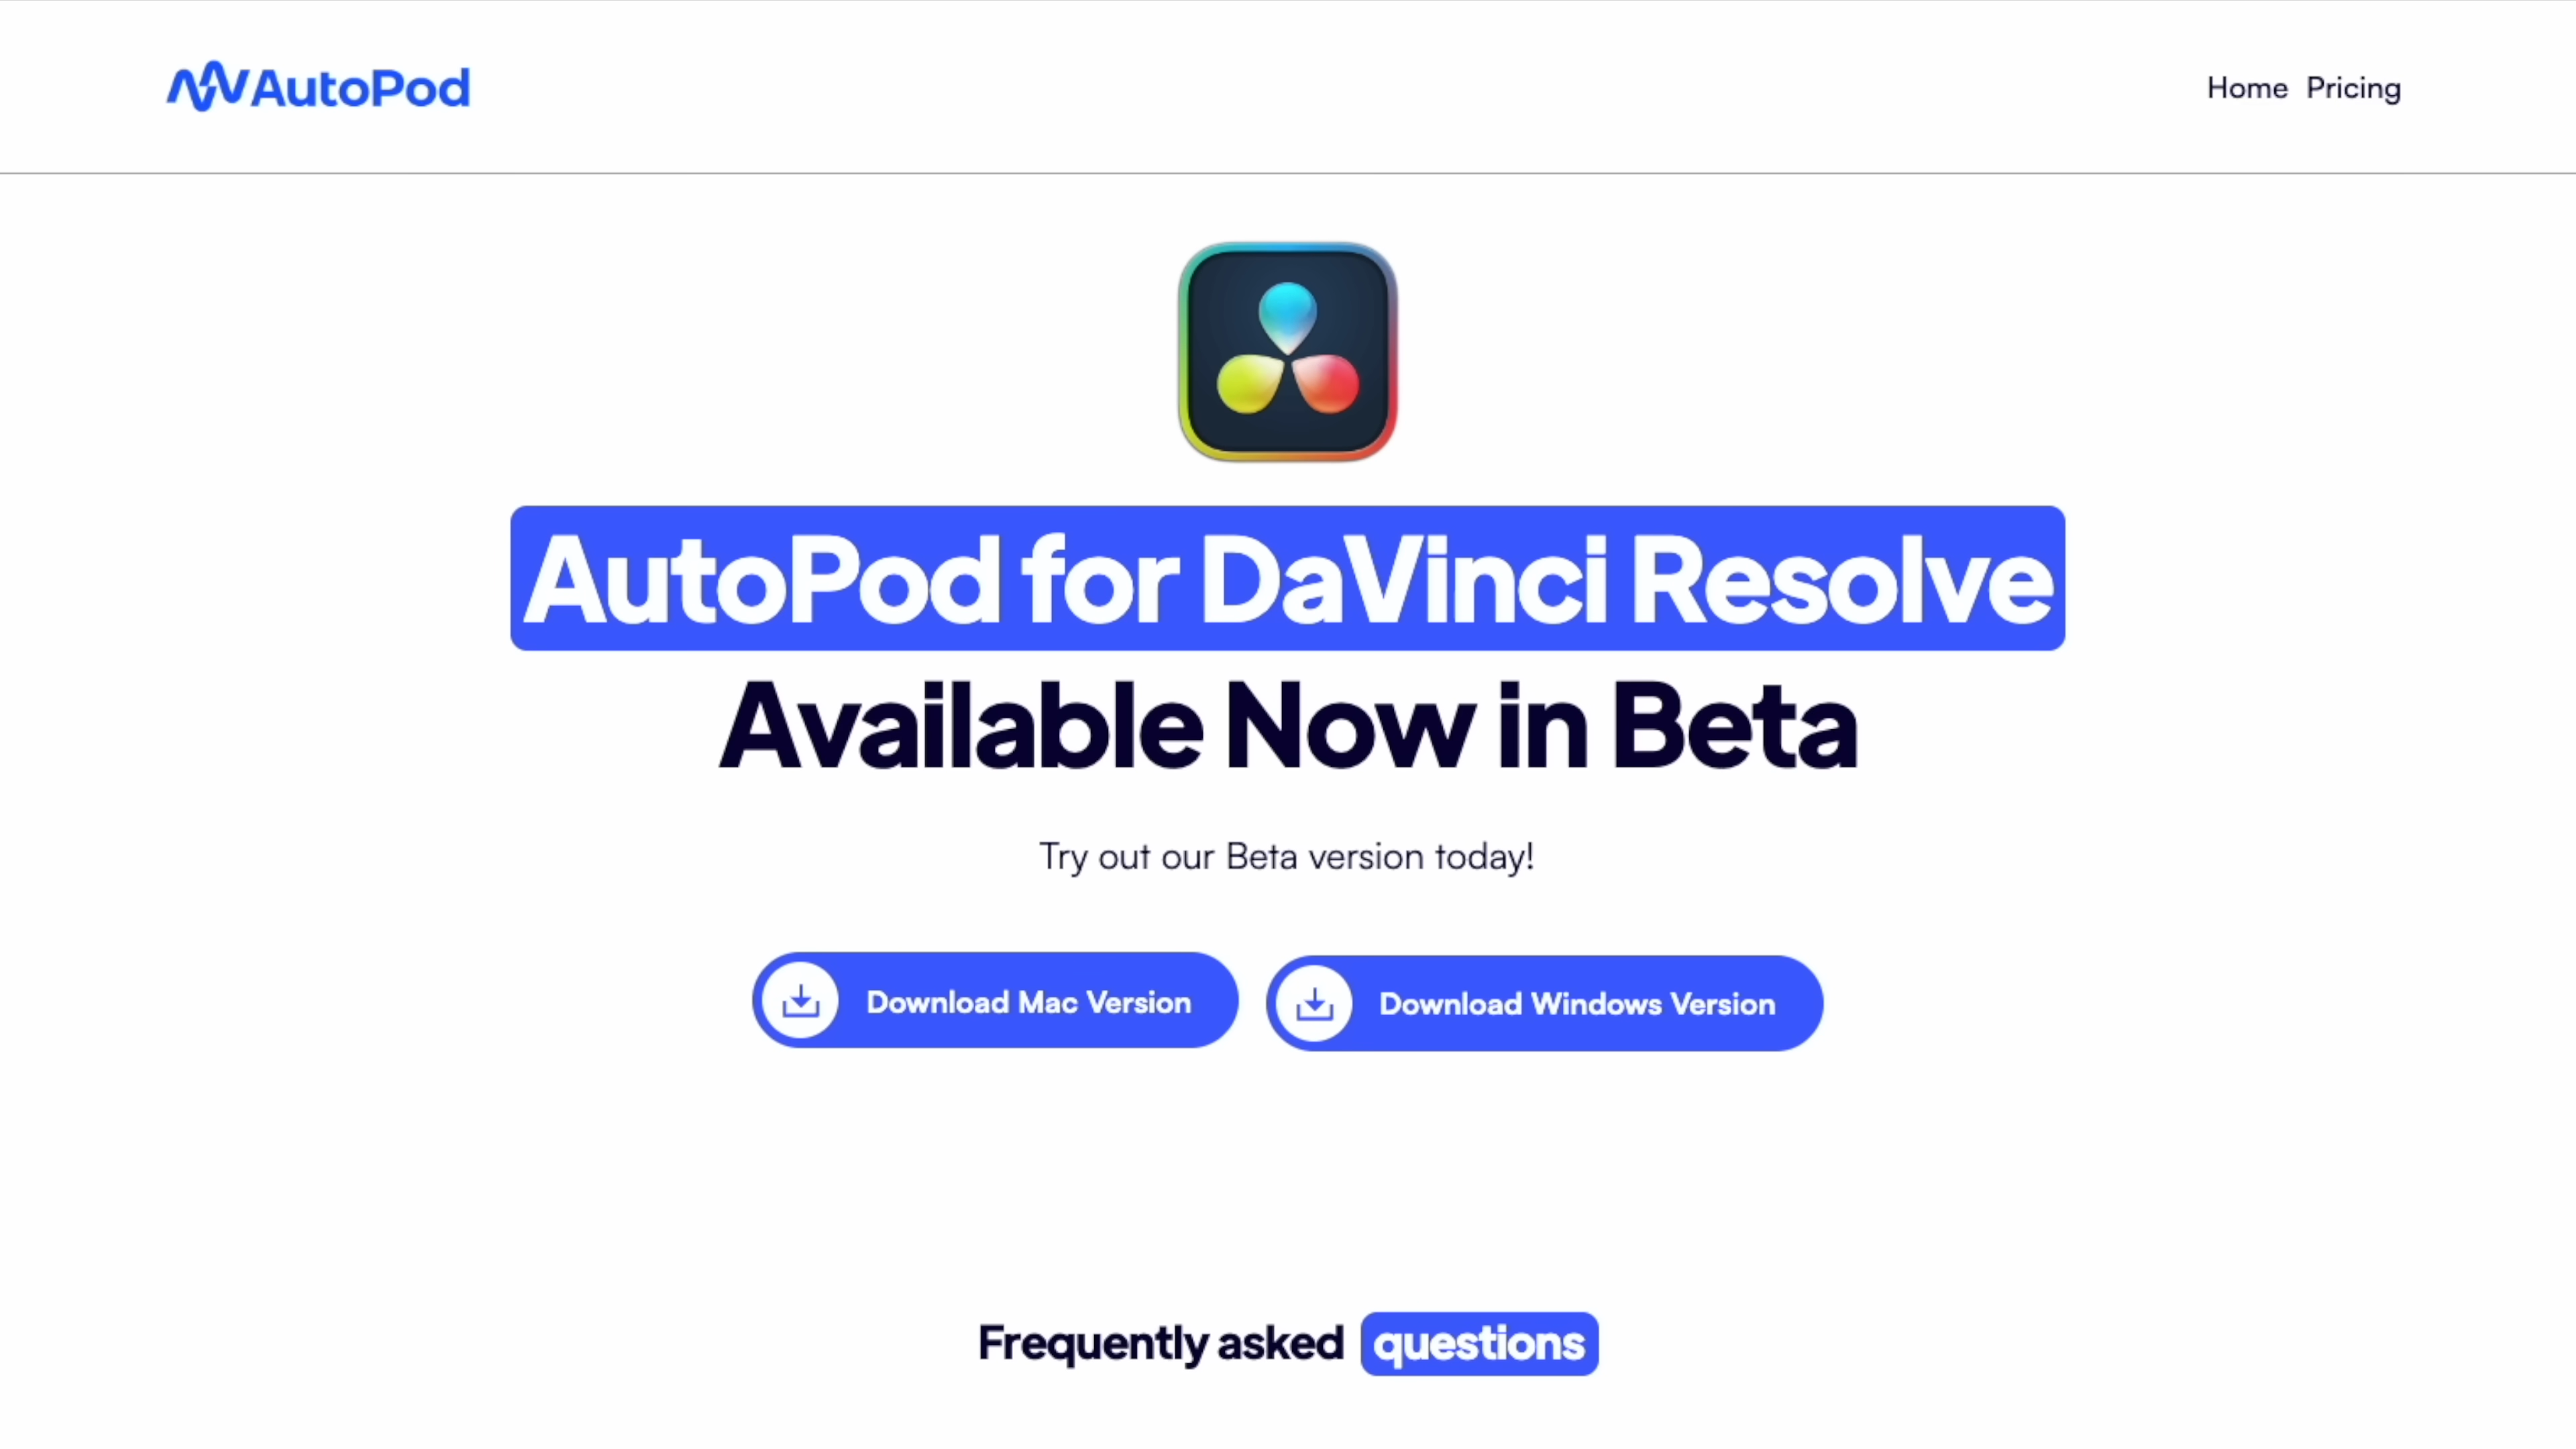 AutoPod
Home Pricing
AutoPod for DaVinci Resolve
Available Now in Beta
Try out our Beta version today!
Download Mac Version
Download Windows Version
Frequently asked questions